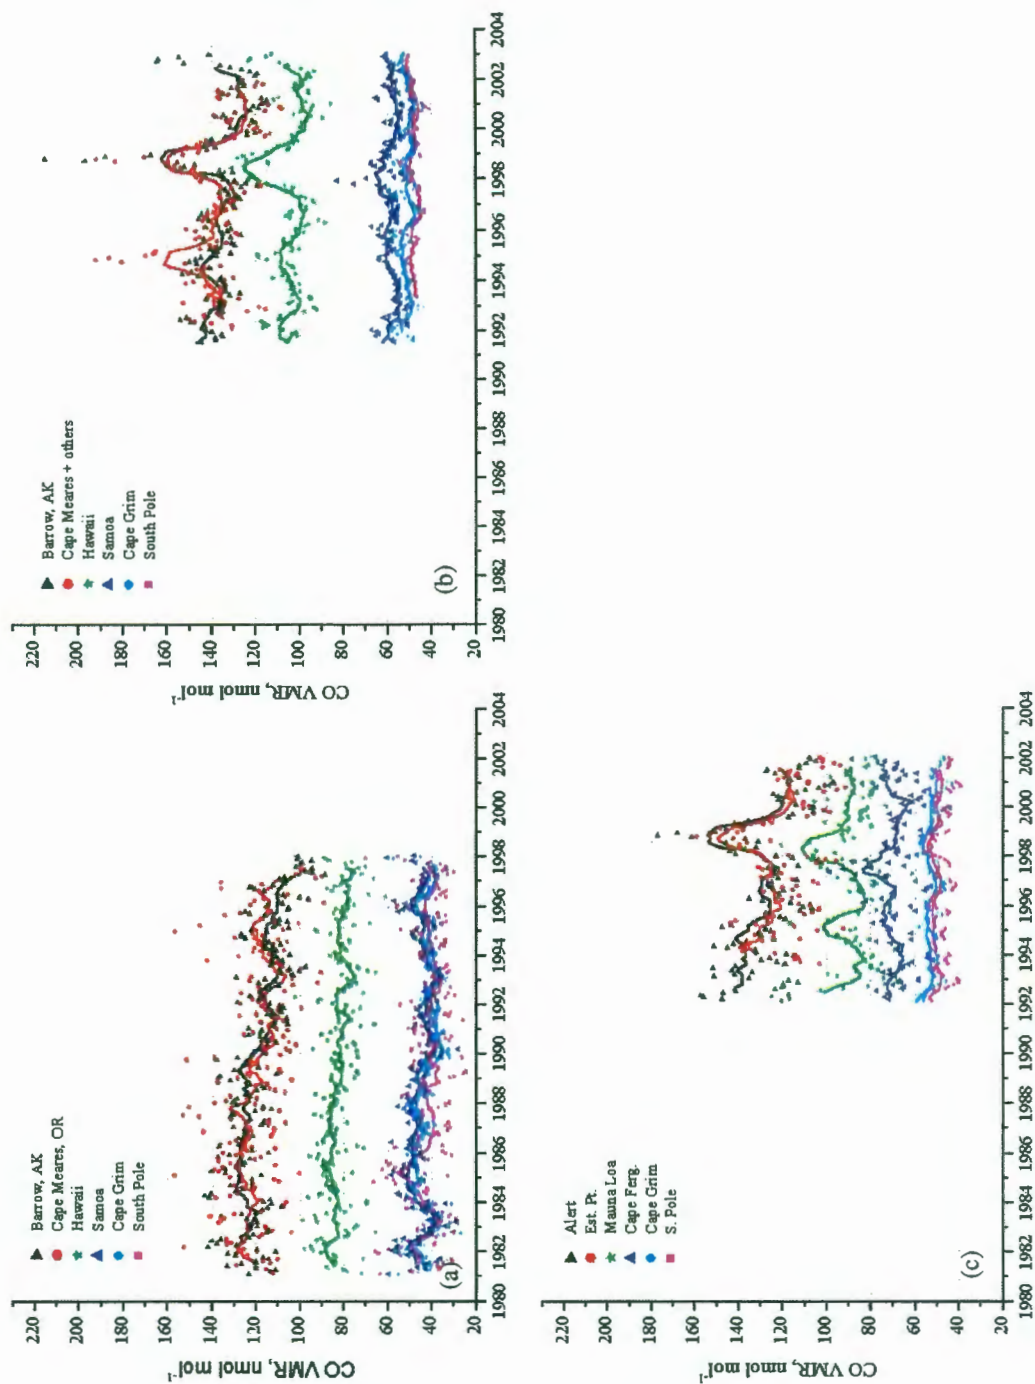 220
200
180
160
140
120
100
80
60
40
20
CO VMR, nmol mol⁻¹
Barrow, AK
Cape Meares, OR
Hawaii
Samoa
Cape Grim
South Pole
(a)
1980 1982 1984 1986 1988 1990 1992 1994 1996 1998 2000 2002 2004
220
200
180
160
140
120
100
80
60
40
20
CO VMR, nmol mol⁻¹
Barrow, AK
Cape Meares + others
Hawaii
Samoa
Cape Grim
South Pole
(b)
1980 1982 1984 1986 1988 1990 1992 1994 1996 1998 2000 2002 2004
220
200
180
160
140
120
100
80
60
40
20
CO VMR, nmol mol⁻¹
Alert
Est. Pt.
Mauna Loa
Cape Ferg.
Cape Grim
S. Pole
(c)
1980 1982 1984 1986 1988 1990 1992 1994 1996 1998 2000 2002 2004